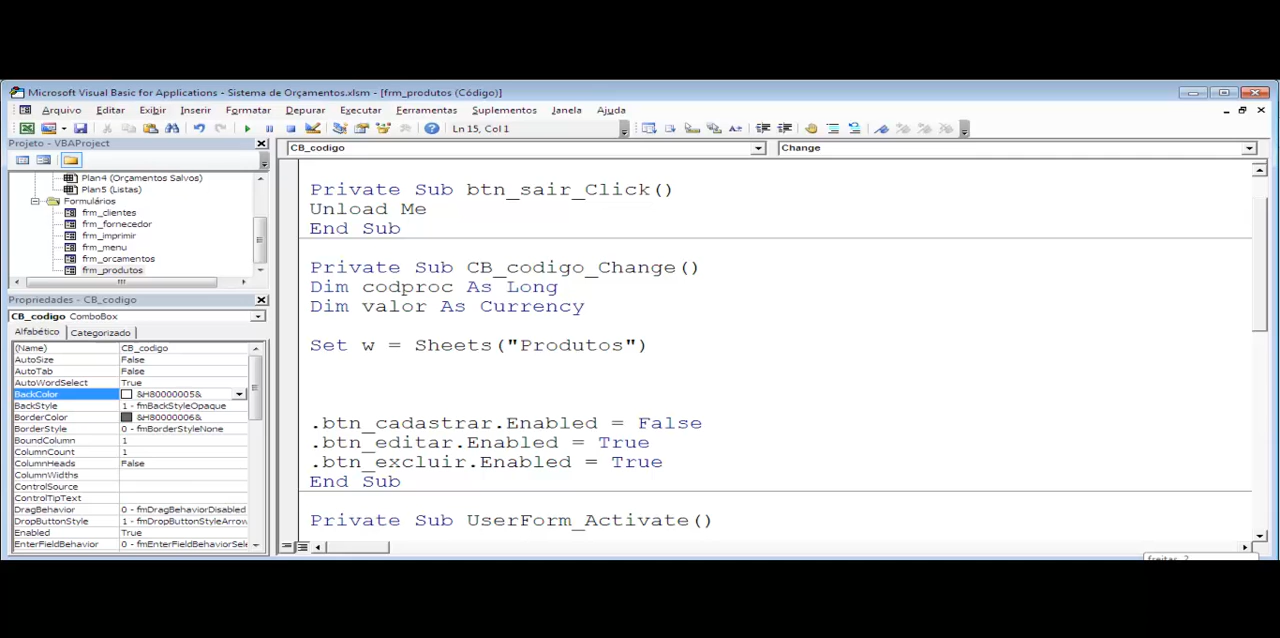 Microsoft Visual Basic for Applications - Sistema de Orçamentos.xlsm - [frm_produtos (Código)]
Arquivo Editar Exibir Inserir Formatar Depurar Executar Ferramentas Suplementos Janela Ajuda
Ln 15, Col 1
Projeto - VBAProject
Plan4 (Orçamentos Salvos)
Plan5 (Listas)
Formulários
frm_clientes
frm_fornecedor
frm_imprimir
frm_menu
frm_orcamentos
frm_produtos
Propriedades - CB_codigo
CB_codigo ComboBox
Alfabético Categorizado
(Name) CB_codigo
AutoSize False
AutoTab False
AutoWordSelect True
BackColor &H80000005&
BackStyle 1 - fmBackStyleOpaque
BorderColor &H80000006&
BorderStyle 0 - fmBorderStyleNone
BoundColumn 1
ColumnCount 1
ColumnHeads False
ColumnWidths
ControlSource
ControlTipText
DragBehavior 0 - fmDragBehaviorDisabled
DropButtonStyle 1 - fmDropButtonStyleArrow
Enabled True
EnterFieldBehavior 0 - fmEnterFieldBehaviorSele
CB_codigo Change
Private Sub btn_sair_Click()
Unload Me
End Sub
Private Sub CB_codigo_Change()
Dim codproc As Long
Dim valor As Currency
Set w = Sheets("Produtos")
.btn_cadastrar.Enabled = False
.btn_editar.Enabled = True
.btn_excluir.Enabled = True
End Sub
Private Sub UserForm_Activate()